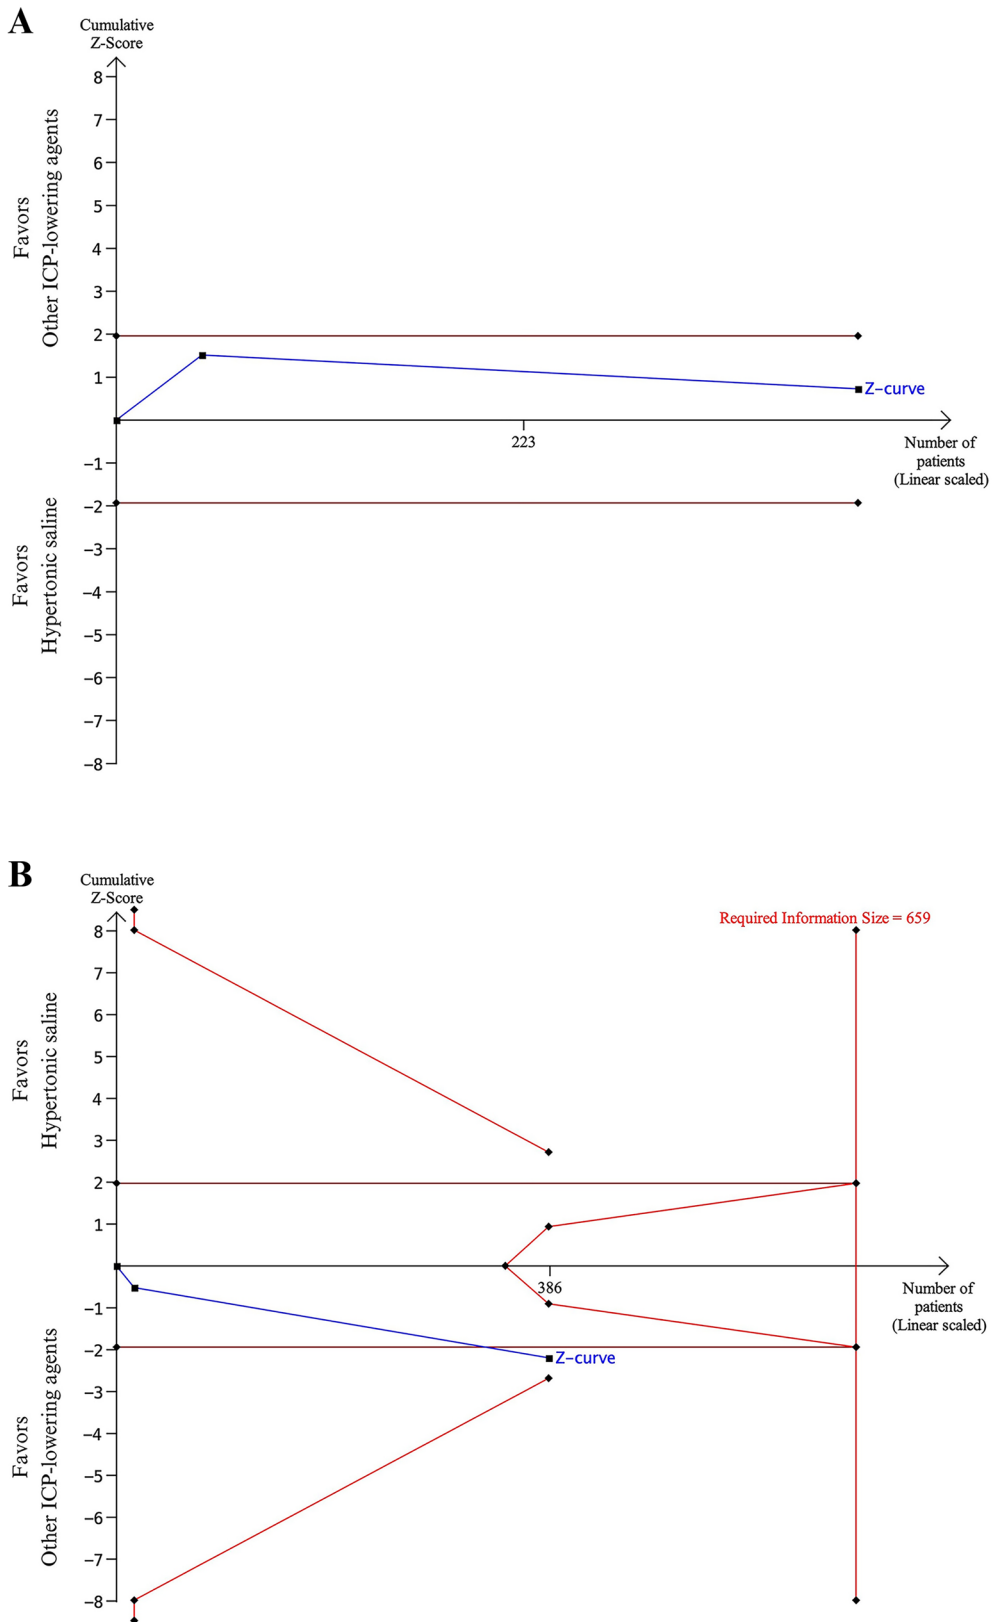 A
Cumulative
Z-Score
8
7
6
5
4
3
2
1
-1
-2
-3
-4
-5
-6
-7
-8
Favors
Other ICP-lowering agents
Favors
Hypertonic saline
Z-curve
223
Number of
patients
(Linear scaled)
B
Cumulative
Z-Score
Required Information Size = 659
8
7
6
5
4
3
2
1
-1
-2
-3
-4
-5
-6
-7
-8
Favors
Hypertonic saline
Favors
Other ICP-lowering agents
386
Number of
patients
(Linear scaled)
Z-curve